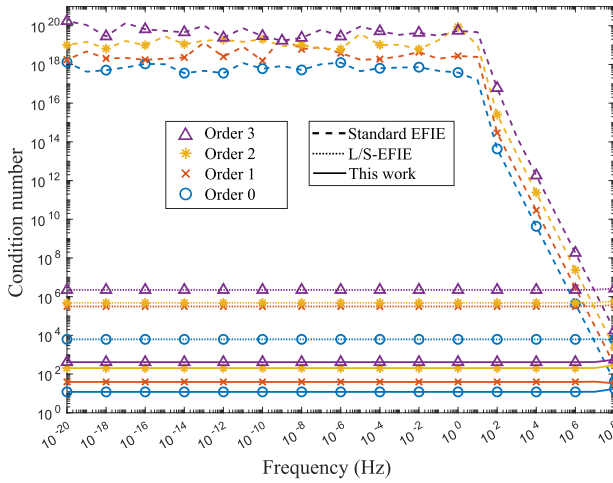 Condition number
10^20
10^18
10^16
10^14
10^12
10^10
10^8
10^6
10^4
10^2
10^0
Order 3
Order 2
Order 1
Order 0
Standard EFIE
L/S-EFIE
This work
10^-20
10^-18
10^-16
10^-14
10^-12
10^-10
10^-8
10^-6
10^-4
10^-2
10^0
10^2
10^4
10^6
10^8
Frequency (Hz)